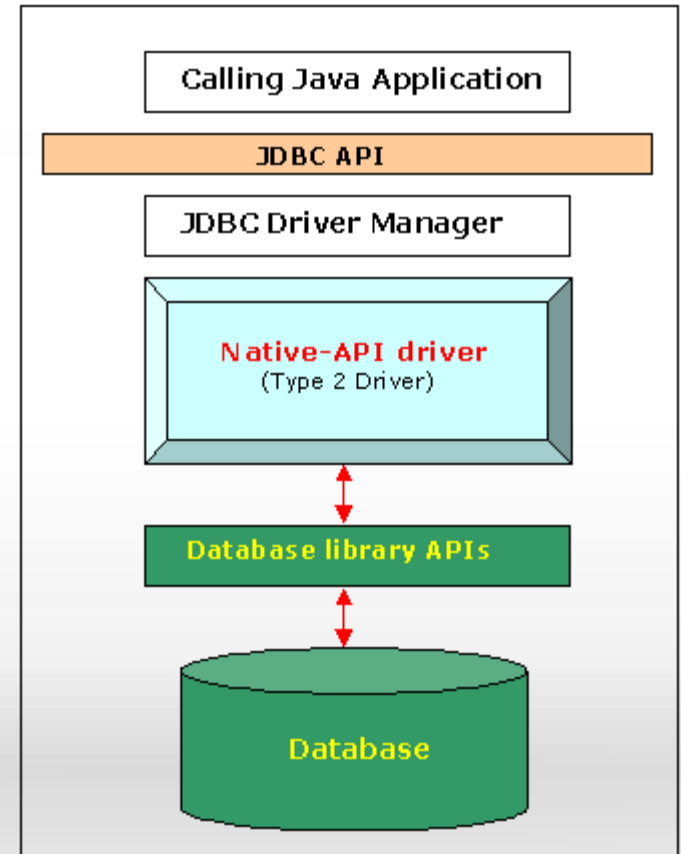 Calling Java Application
JDBC API
JDBC Driver Manager
Native-API driver
(Type 2 Driver)
Database library APIs
Database